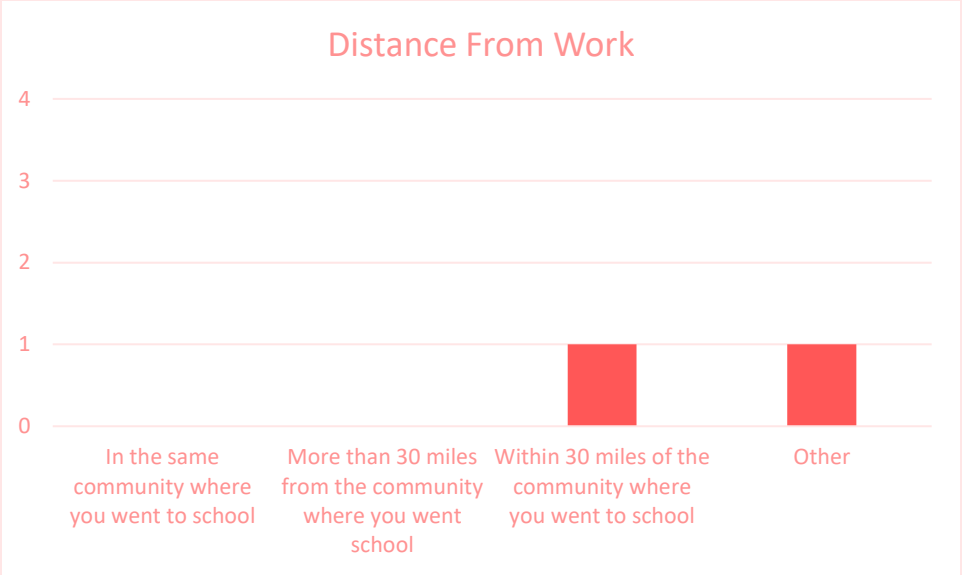 Distance From Work
4
3
2
1
0
In the same
community where
you went to school
More than 30 miles
from the community
where you went
school
Within 30 miles of the
community where
you went to school
Other